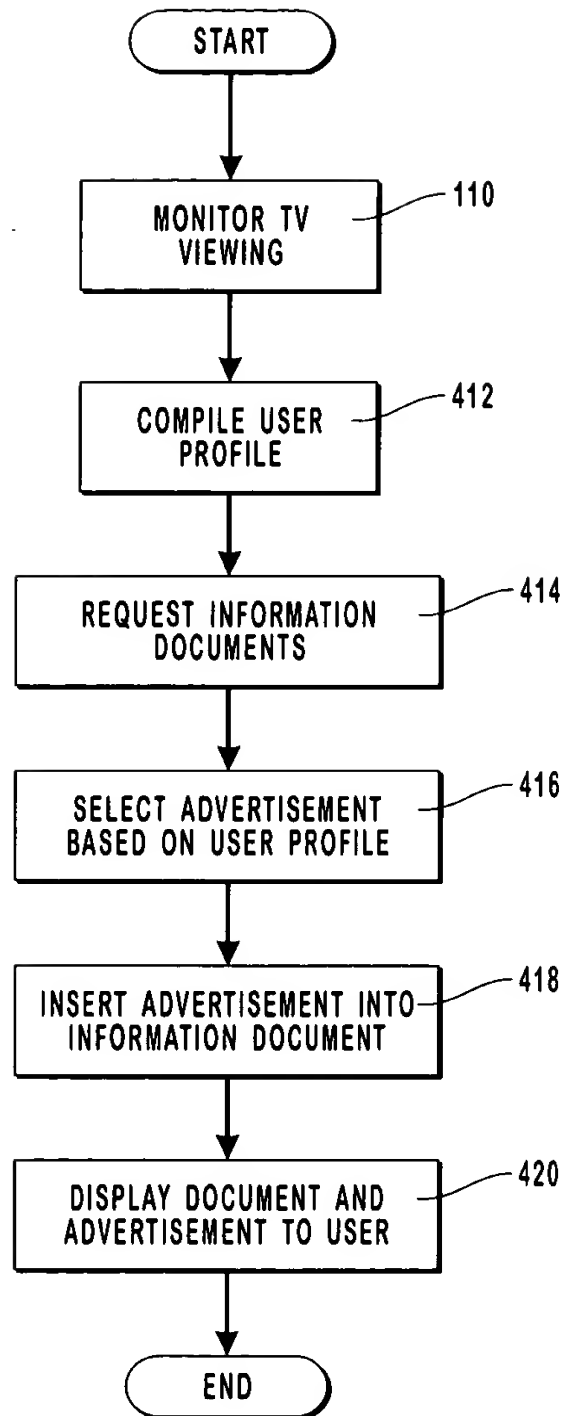 START
MONITOR TV
VIEWING
110
COMPILE USER
PROFILE
412
REQUEST INFORMATION
DOCUMENTS
414
SELECT ADVERTISEMENT
BASED ON USER PROFILE
416
INSERT ADVERTISEMENT INTO
INFORMATION DOCUMENT
418
DISPLAY DOCUMENT AND
ADVERTISEMENT TO USER
420
END